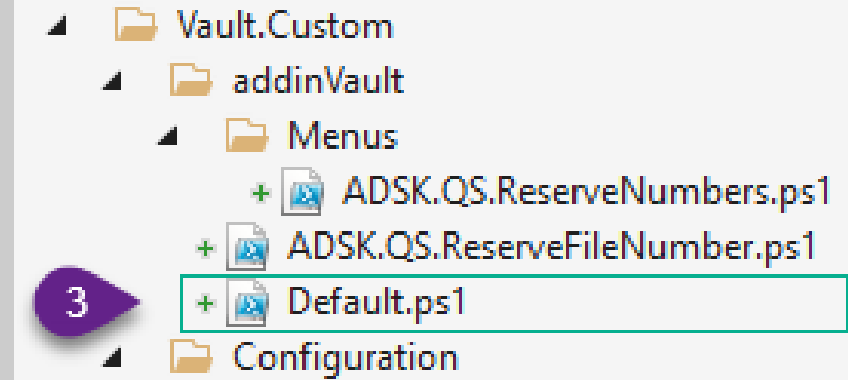 Vault.Custom
addinVault
Menus
+ ADSK.QS.ReserveNumbers.ps1
+ ADSK.QS.ReserveFileNumber.ps1
3 + Default.ps1
Configuration